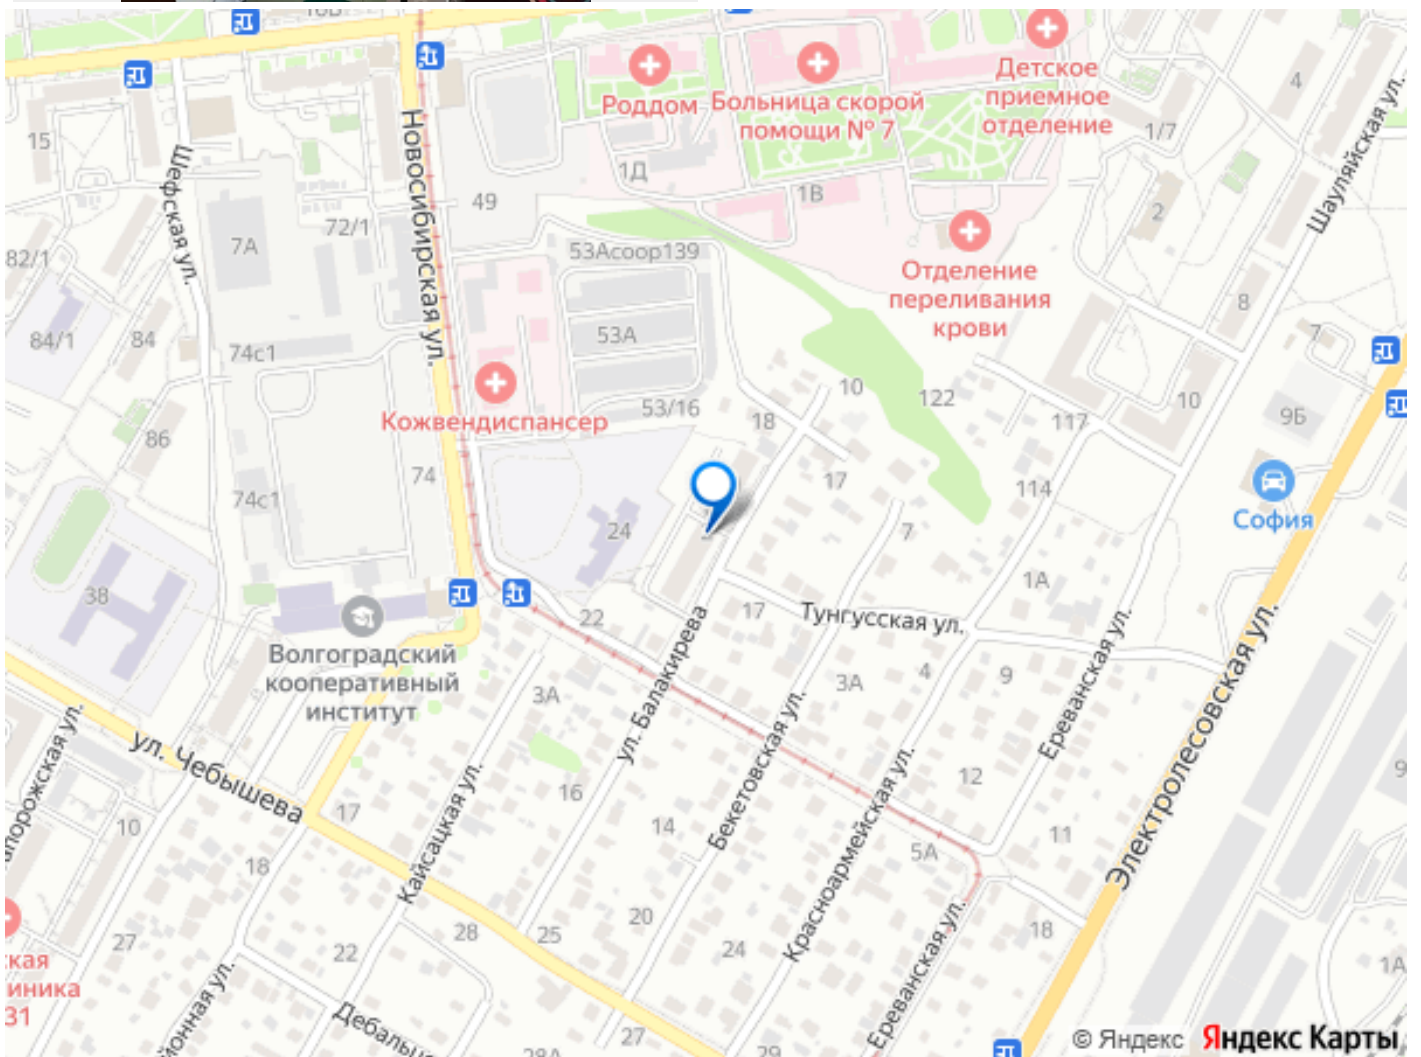 15
Шефская ул.
Новосибирская ул.
Роддом
Больница скорой
помощи № 7
Детское
приемное
отделение
1/7
4
Шауляйская ул.
1Д
1В
2
49
72/1
7А
82/1
53Асоор139
Отделение
переливания
крови
8
7
84/1
84
74с1
53А
Кожвендиспансер
53/16
18
10
122
117
10
9Б
86
74
74с1
24
17
114
7
София
38
1А
22
17
Тунгусская ул.
Волгоградский
кооперативный
институт
3А
ул. Балакирева
Бекетовская ул.
3А
4
9
Ереванская ул.
Электролесовская ул.
ул. Чебышева
17
10
18
Кайсацкая ул.
16
14
Красноармейская ул.
12
5А
11
27
22
28
25
20
24
Ереванская ул.
18
1А
31
27
28А
29
© Яндекс Яндекс Карты